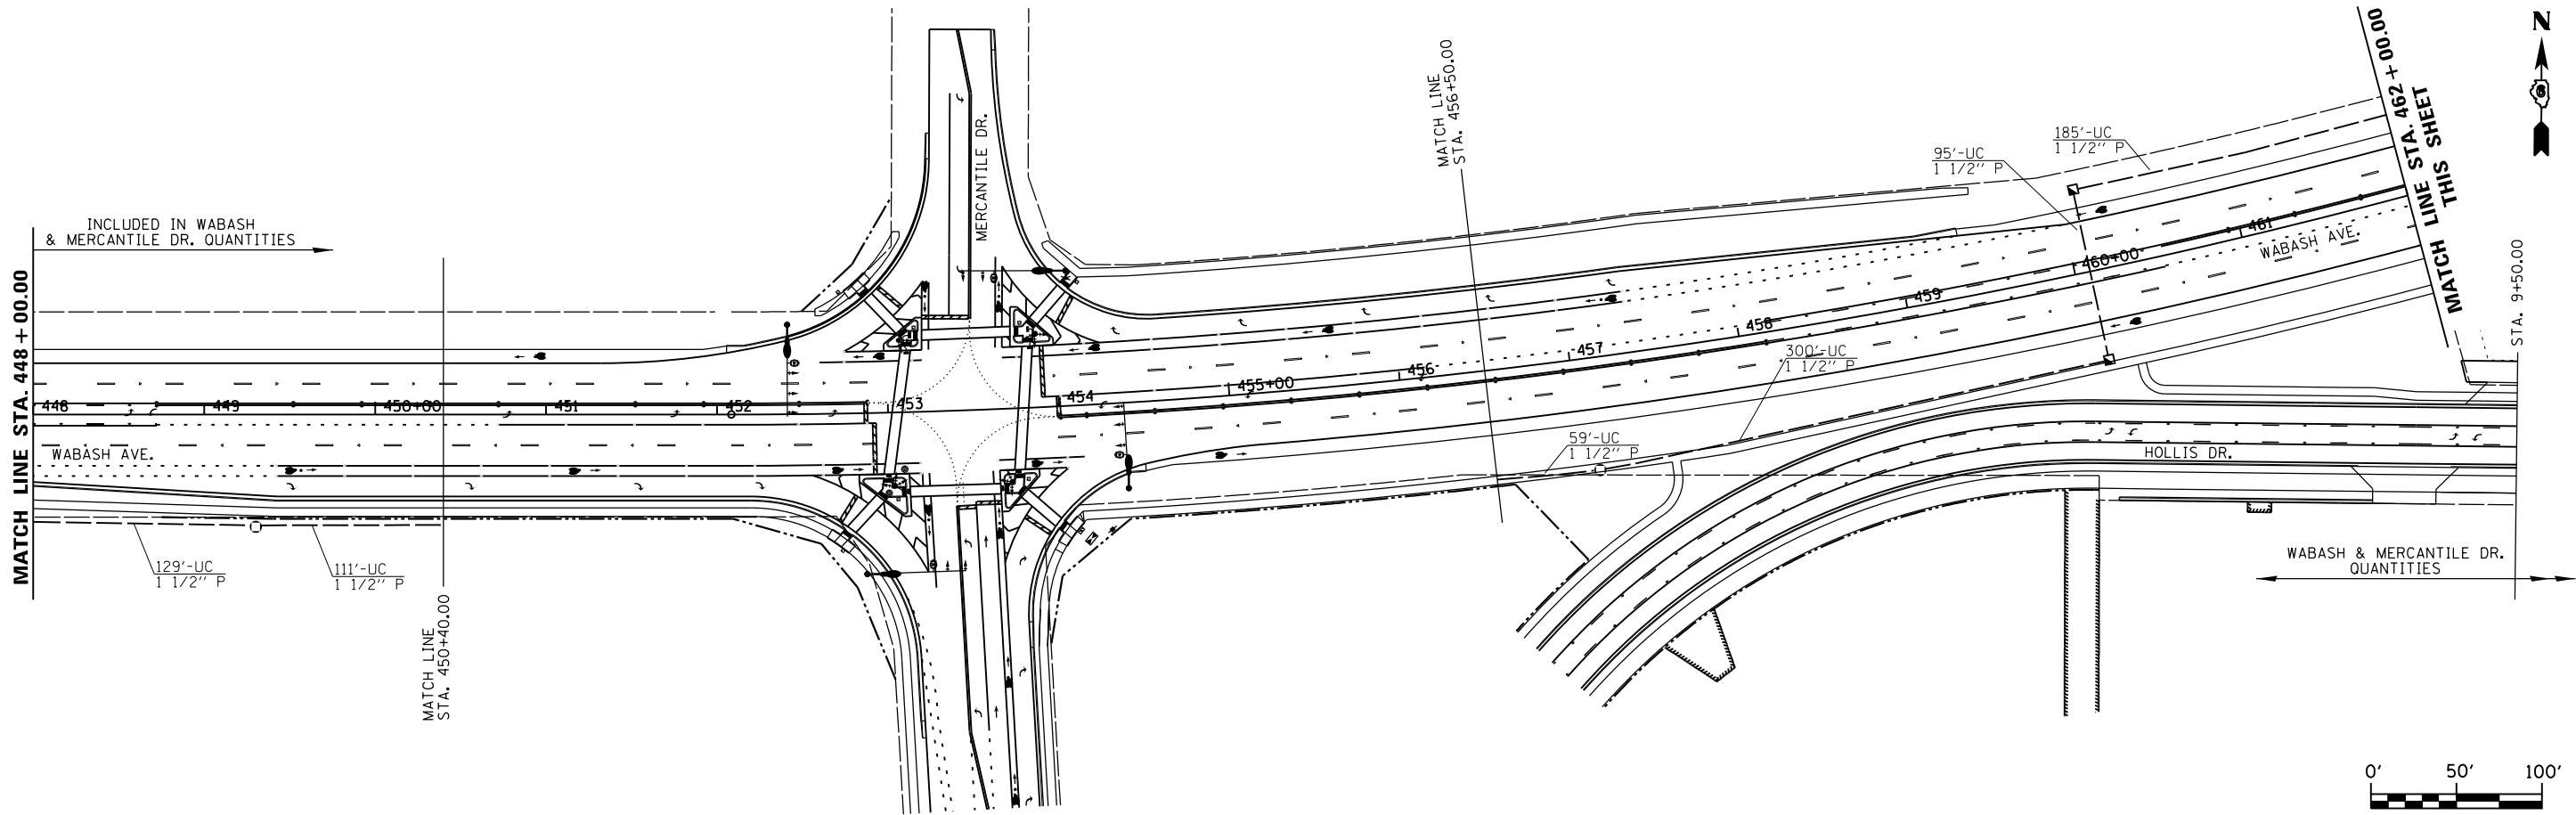 INCLUDED IN WABASH
& MERCANTILE DR. QUANTITIES
MATCH LINE STA. 448+00.00
448
449
450+00
451
452
453
454
455+00
456
457
458
459
460+00
461
WABASH AVE.
129'-UC
1 1/2" P
111'-UC
1 1/2" P
MATCH LINE
STA. 450+40.00
MERCANTILE DR.
MATCH LINE
STA. 456+50.00
59'-UC
1 1/2" P
300'-UC
1 1/2" P
95'-UC
1 1/2" P
185'-UC
1 1/2" P
WABASH AVE.
MATCH LINE STA. 462+00.00
THIS SHEET
N
STA. 9+50.00
HOLLIS DR.
WABASH & MERCANTILE DR.
QUANTITIES
0' 50' 100'